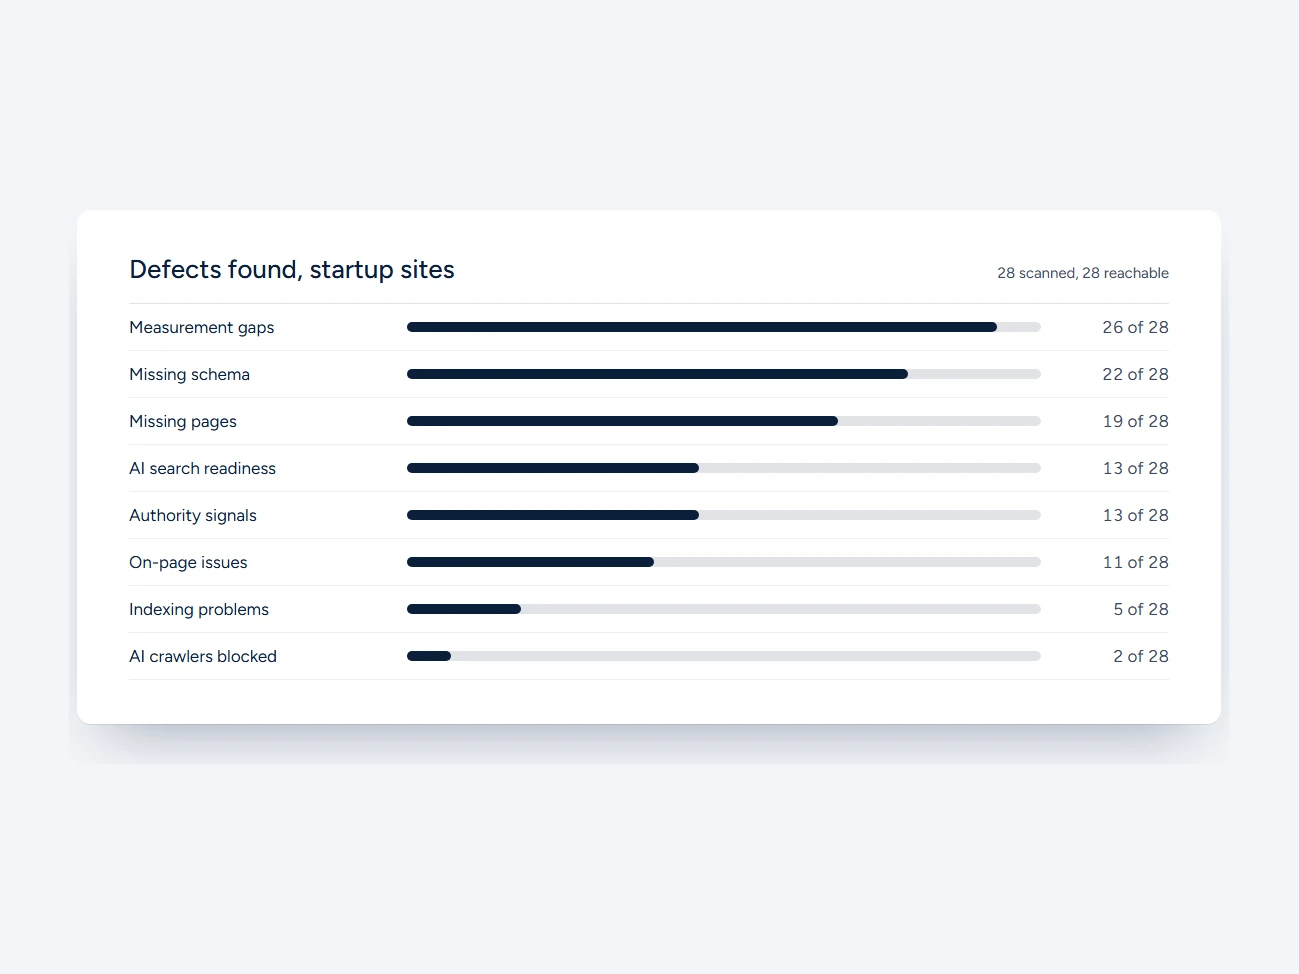 Defects found, startup sites
28 scanned, 28 reachable
Measurement gaps 26 of 28
Missing schema 22 of 28
Missing pages 19 of 28
AI search readiness 13 of 28
Authority signals 13 of 28
On-page issues 11 of 28
Indexing problems 5 of 28
AI crawlers blocked 2 of 28